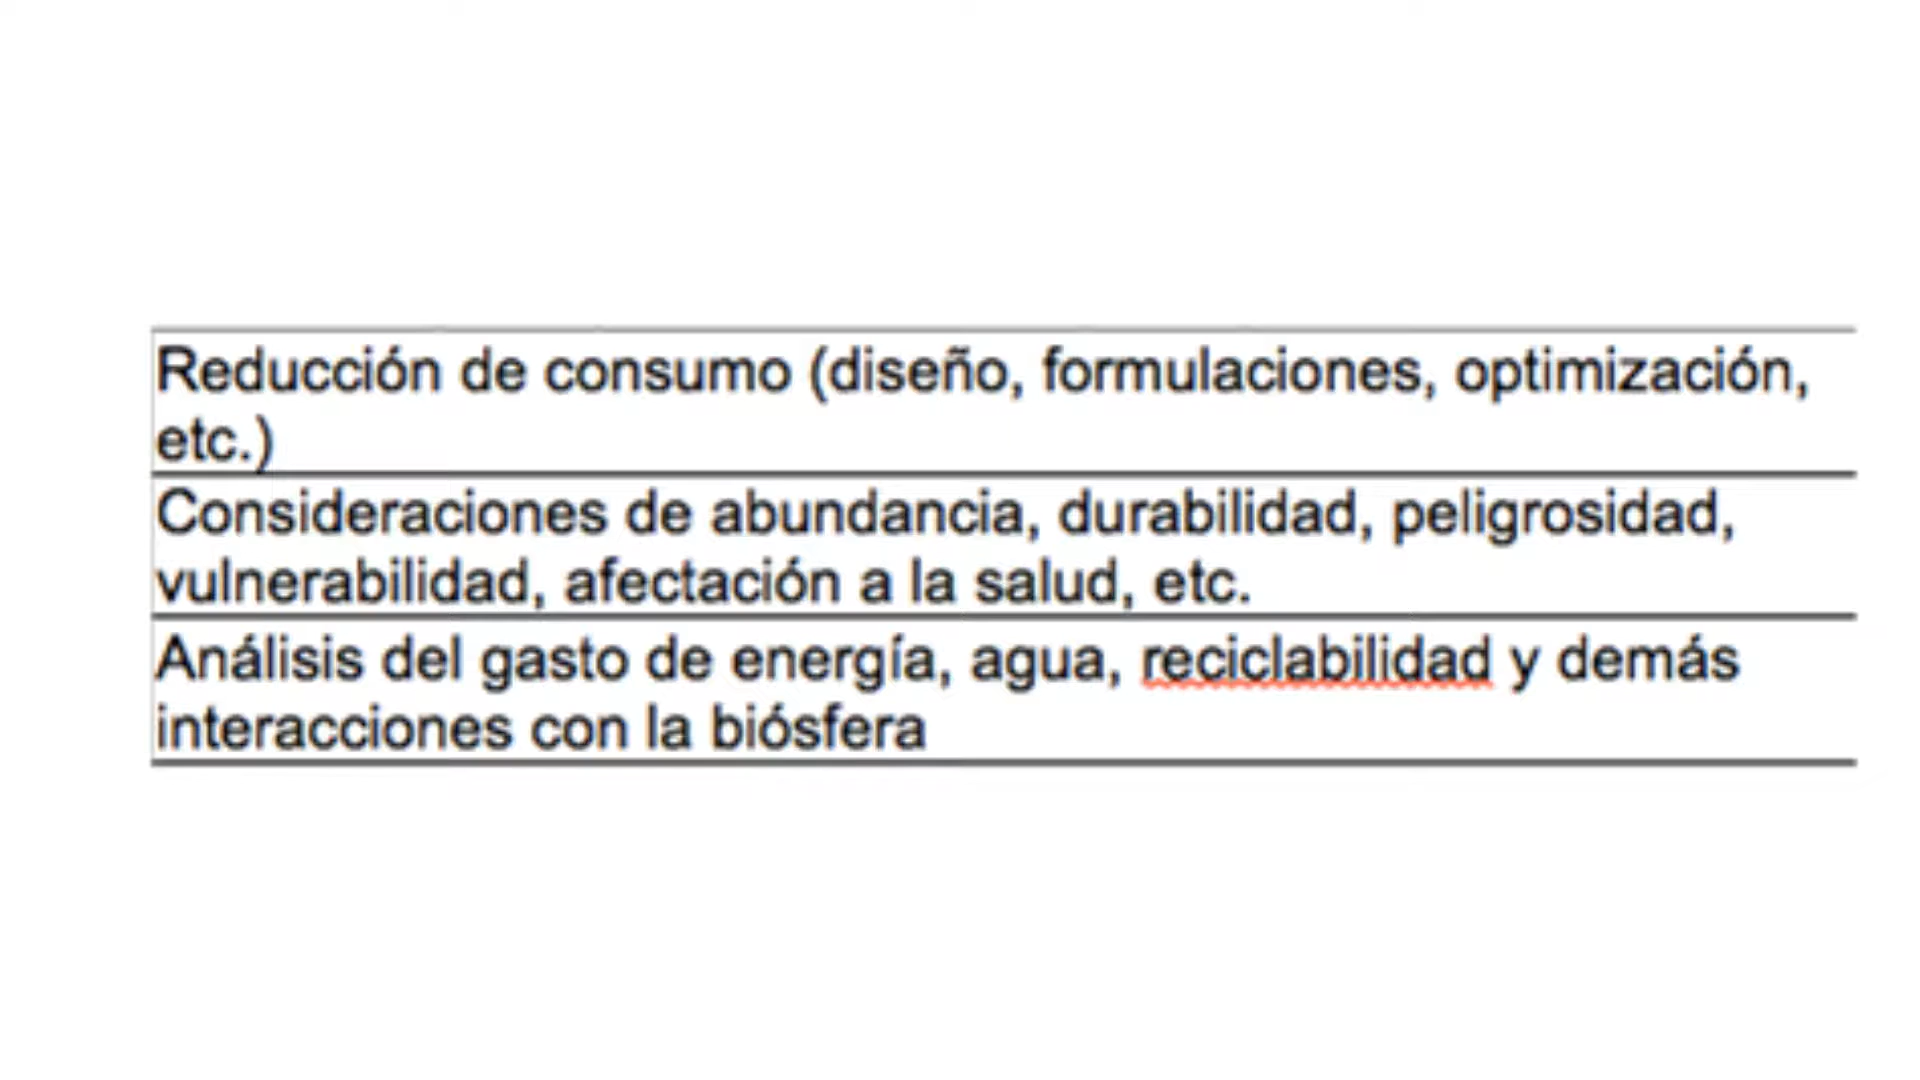 Reducción de consumo (diseño, formulaciones, optimización,
etc.)
Consideraciones de abundancia, durabilidad, peligrosidad,
vulnerabilidad, afectación a la salud, etc.
Análisis del gasto de energía, agua, reciclabilidad y demás
interacciones con la biósfera